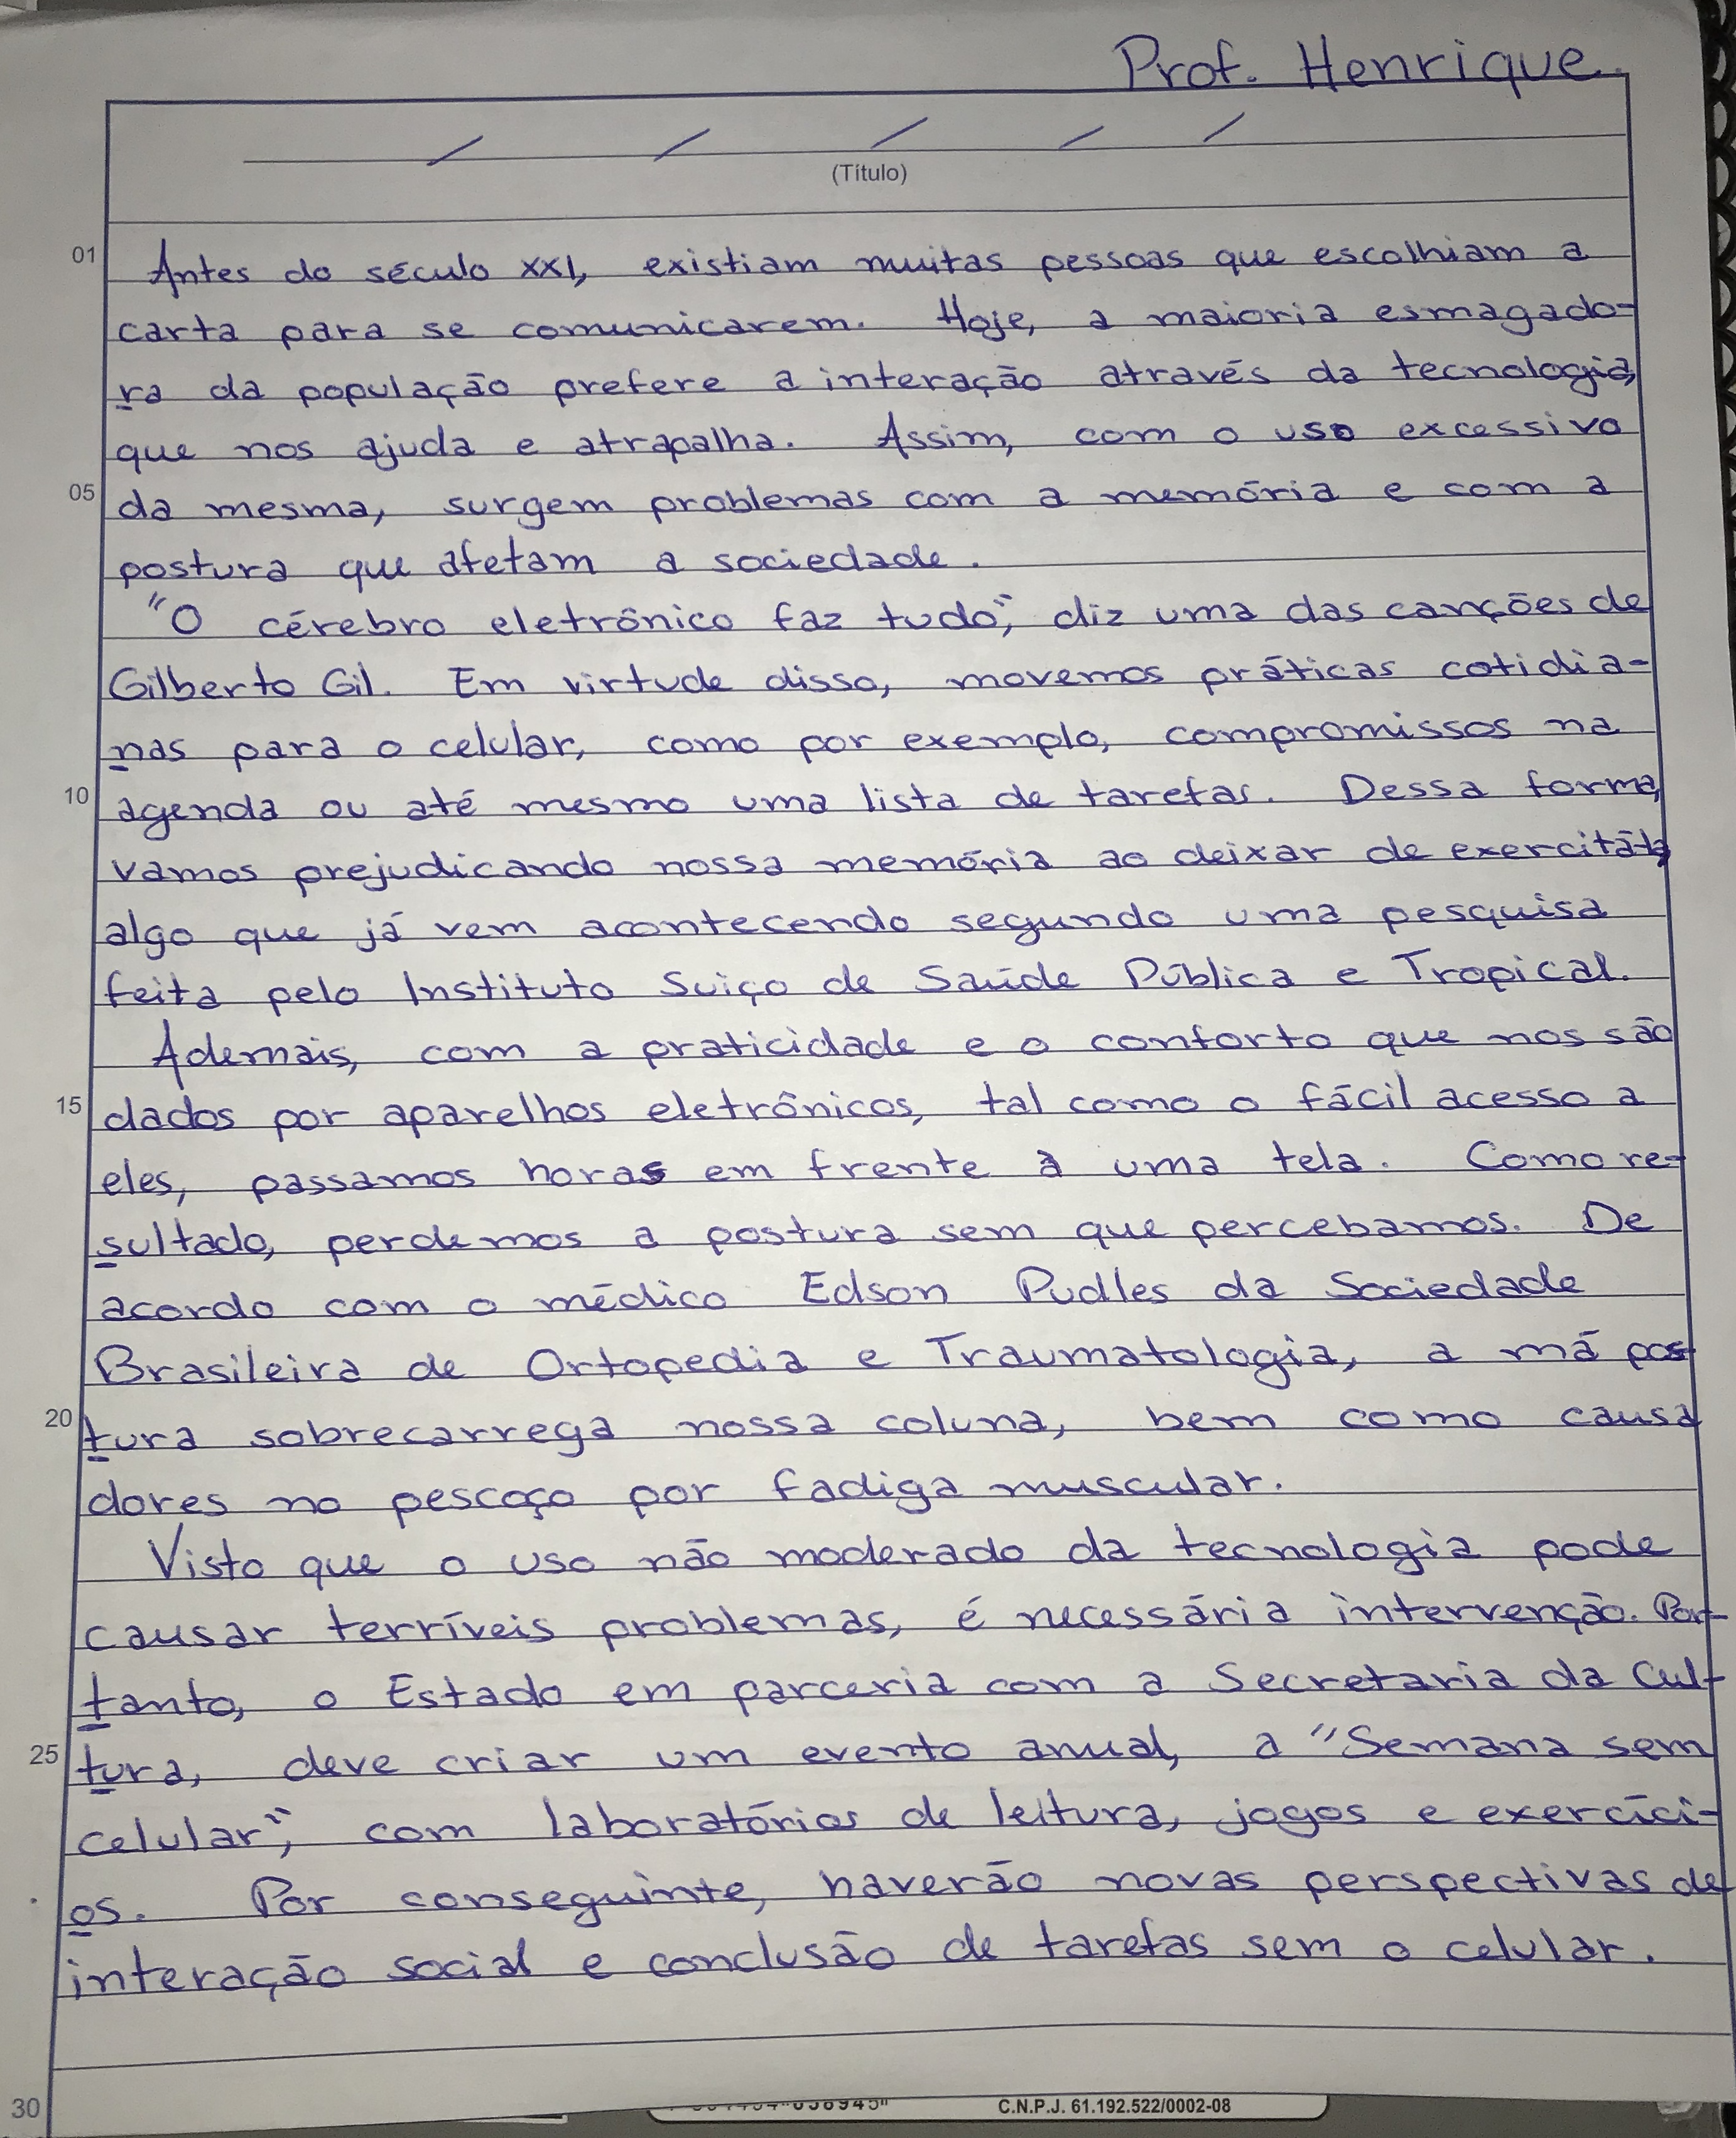 Prof. Henrique
(Título)
01 Antes do século XXI, existiam muitas pessoas que escolhiam a
carta para se comunicarem. Hoje, a maioria esmagado-
ra da população prefere a interação através da tecnologia,
que nos ajuda e atrapalha. Assim, com o uso excessivo
05 da mesma, surgem problemas com a memória e com a
postura que afetam a sociedade.
"O cérebro eletrônico faz tudo", diz uma das canções de
Gilberto Gil. Em virtude disso, movemos práticas cotidia-
nas para o celular, como por exemplo, compromissos na
10 agenda ou até mesmo uma lista de tarefas. Dessa forma,
vamos prejudicando nossa memória ao deixar de exercitá-la,
algo que já vem acontecendo segundo uma pesquisa
feita pelo Instituto Suiço de Saúde Pública e Tropical.
Ademais, com a praticidade e o conforto que nos são
15 dados por aparelhos eletrônicos, tal como o fácil acesso a
eles, passamos horas em frente à uma tela. Como re-
sultado, perdemos a postura sem que percebamos. De
acordo com o médico Edson Pudles da Sociedade
Brasileira de Ortopedia e Traumatologia, a má pos-
20 tura sobrecarrega nossa coluna, bem como causa
dores no pescoço por fadiga muscular.
Visto que o uso não moderado da tecnologia pode
causar terríveis problemas, é necessária intervenção. Por-
tanto, o Estado em parceria com a Secretaria da Cul-
25 tura, deve criar um evento anual, a "Semana sem
celular", com laboratórios de leitura, jogos e exercíci-
os. Por conseguinte, haverão novas perspectivas de
interação social e conclusão de tarefas sem o celular.
30
C.N.P.J. 61.192.522/0002-08